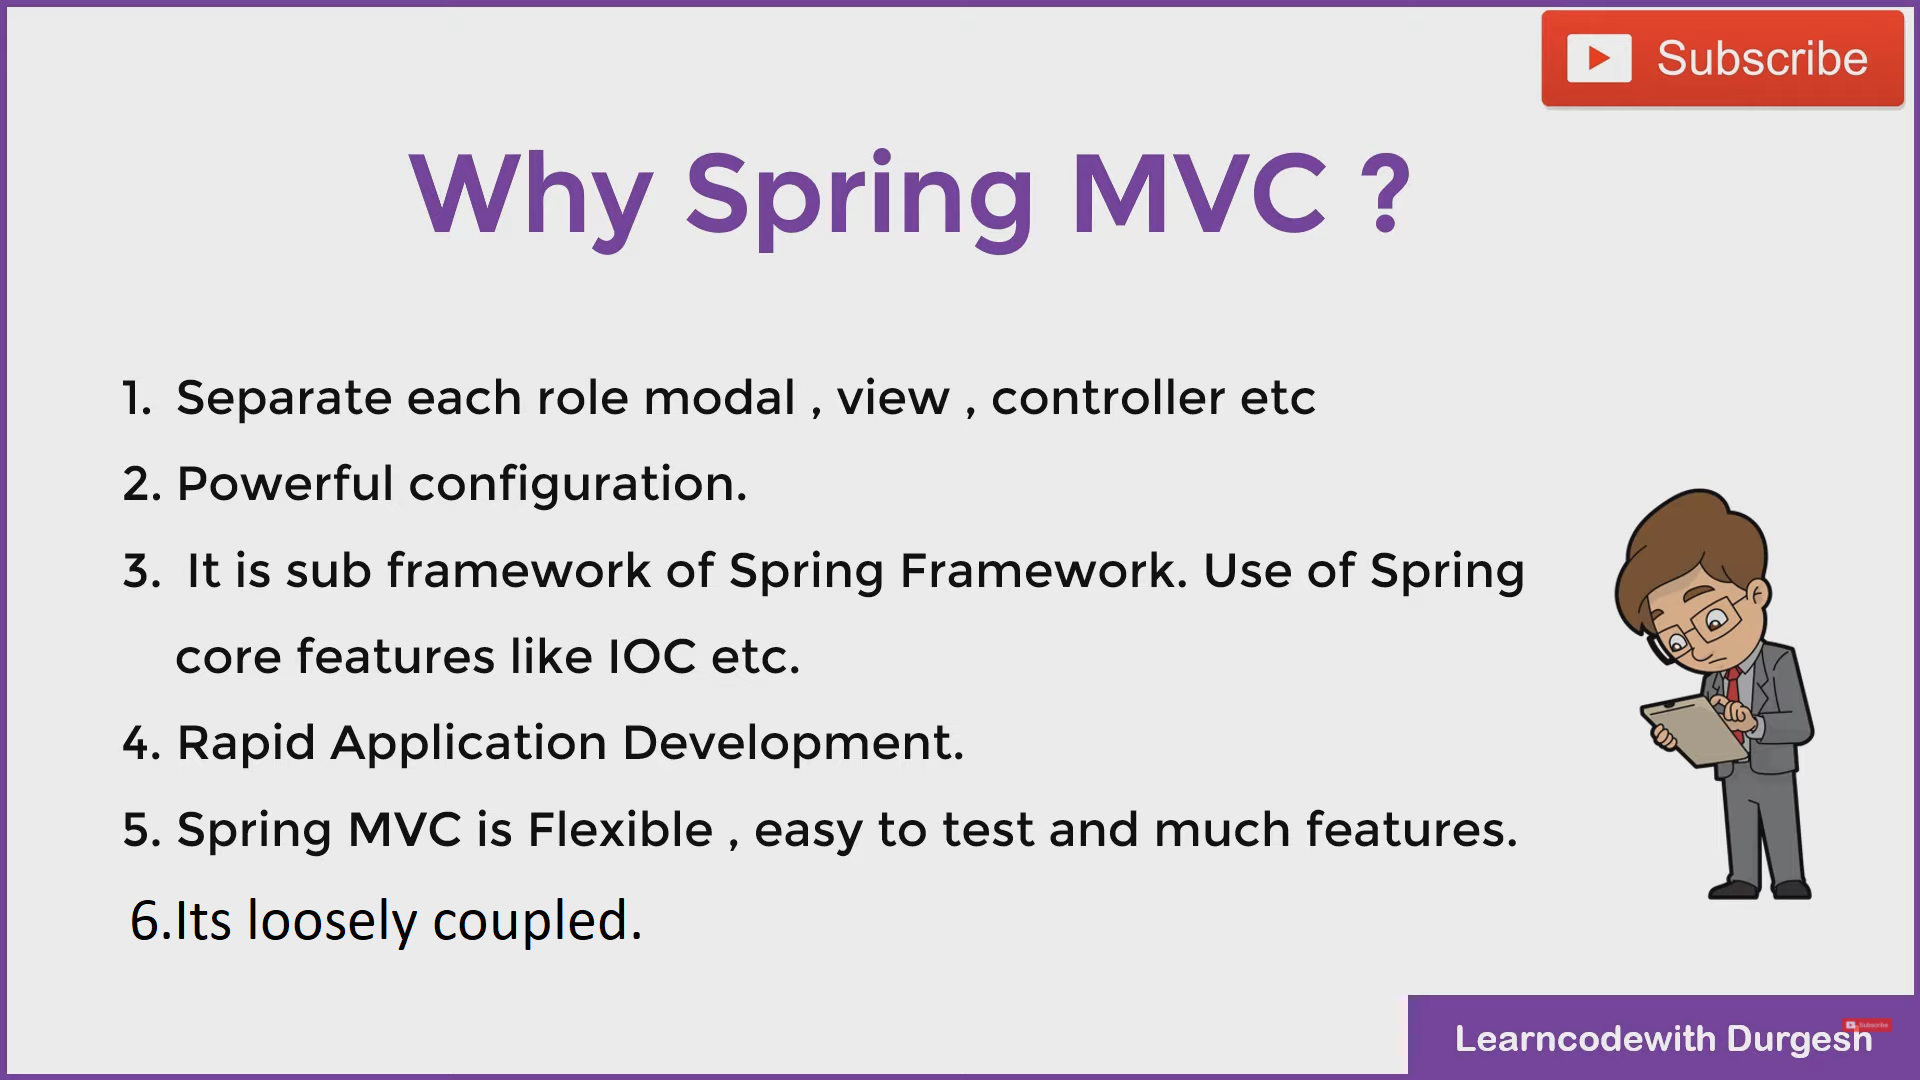 Subscribe
Why Spring MVC ?
1. Separate each role modal , view , controller etc
2. Powerful configuration.
3. It is sub framework of Spring Framework. Use of Spring
core features like IOC etc.
4. Rapid Application Development.
5. Spring MVC is Flexible , easy to test and much features.
6.Its loosely coupled.
Subscribe
Learncodewith Durgesh